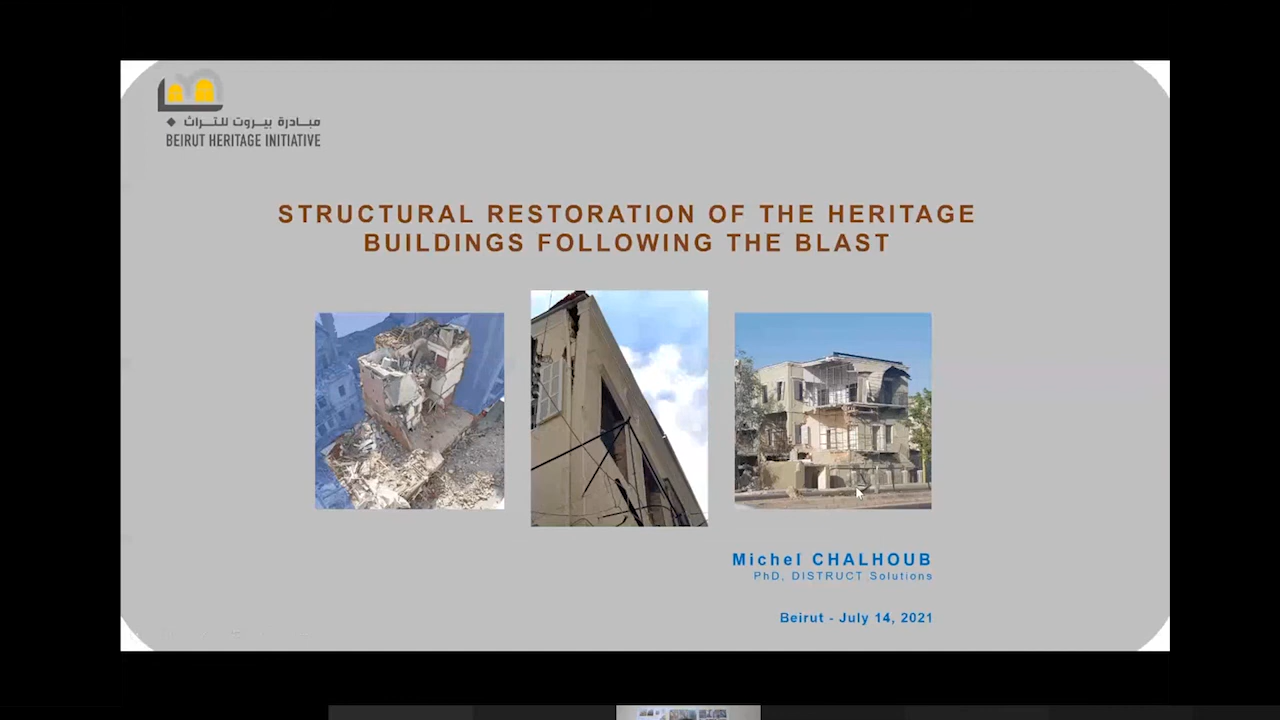 مبادرة بيروت للتراث
BEIRUT HERITAGE INITIATIVE
STRUCTURAL RESTORATION OF THE HERITAGE
BUILDINGS FOLLOWING THE BLAST
Michel CHALHOUB
PhD, DISTRUCT Solutions
Beirut - July 14, 2021